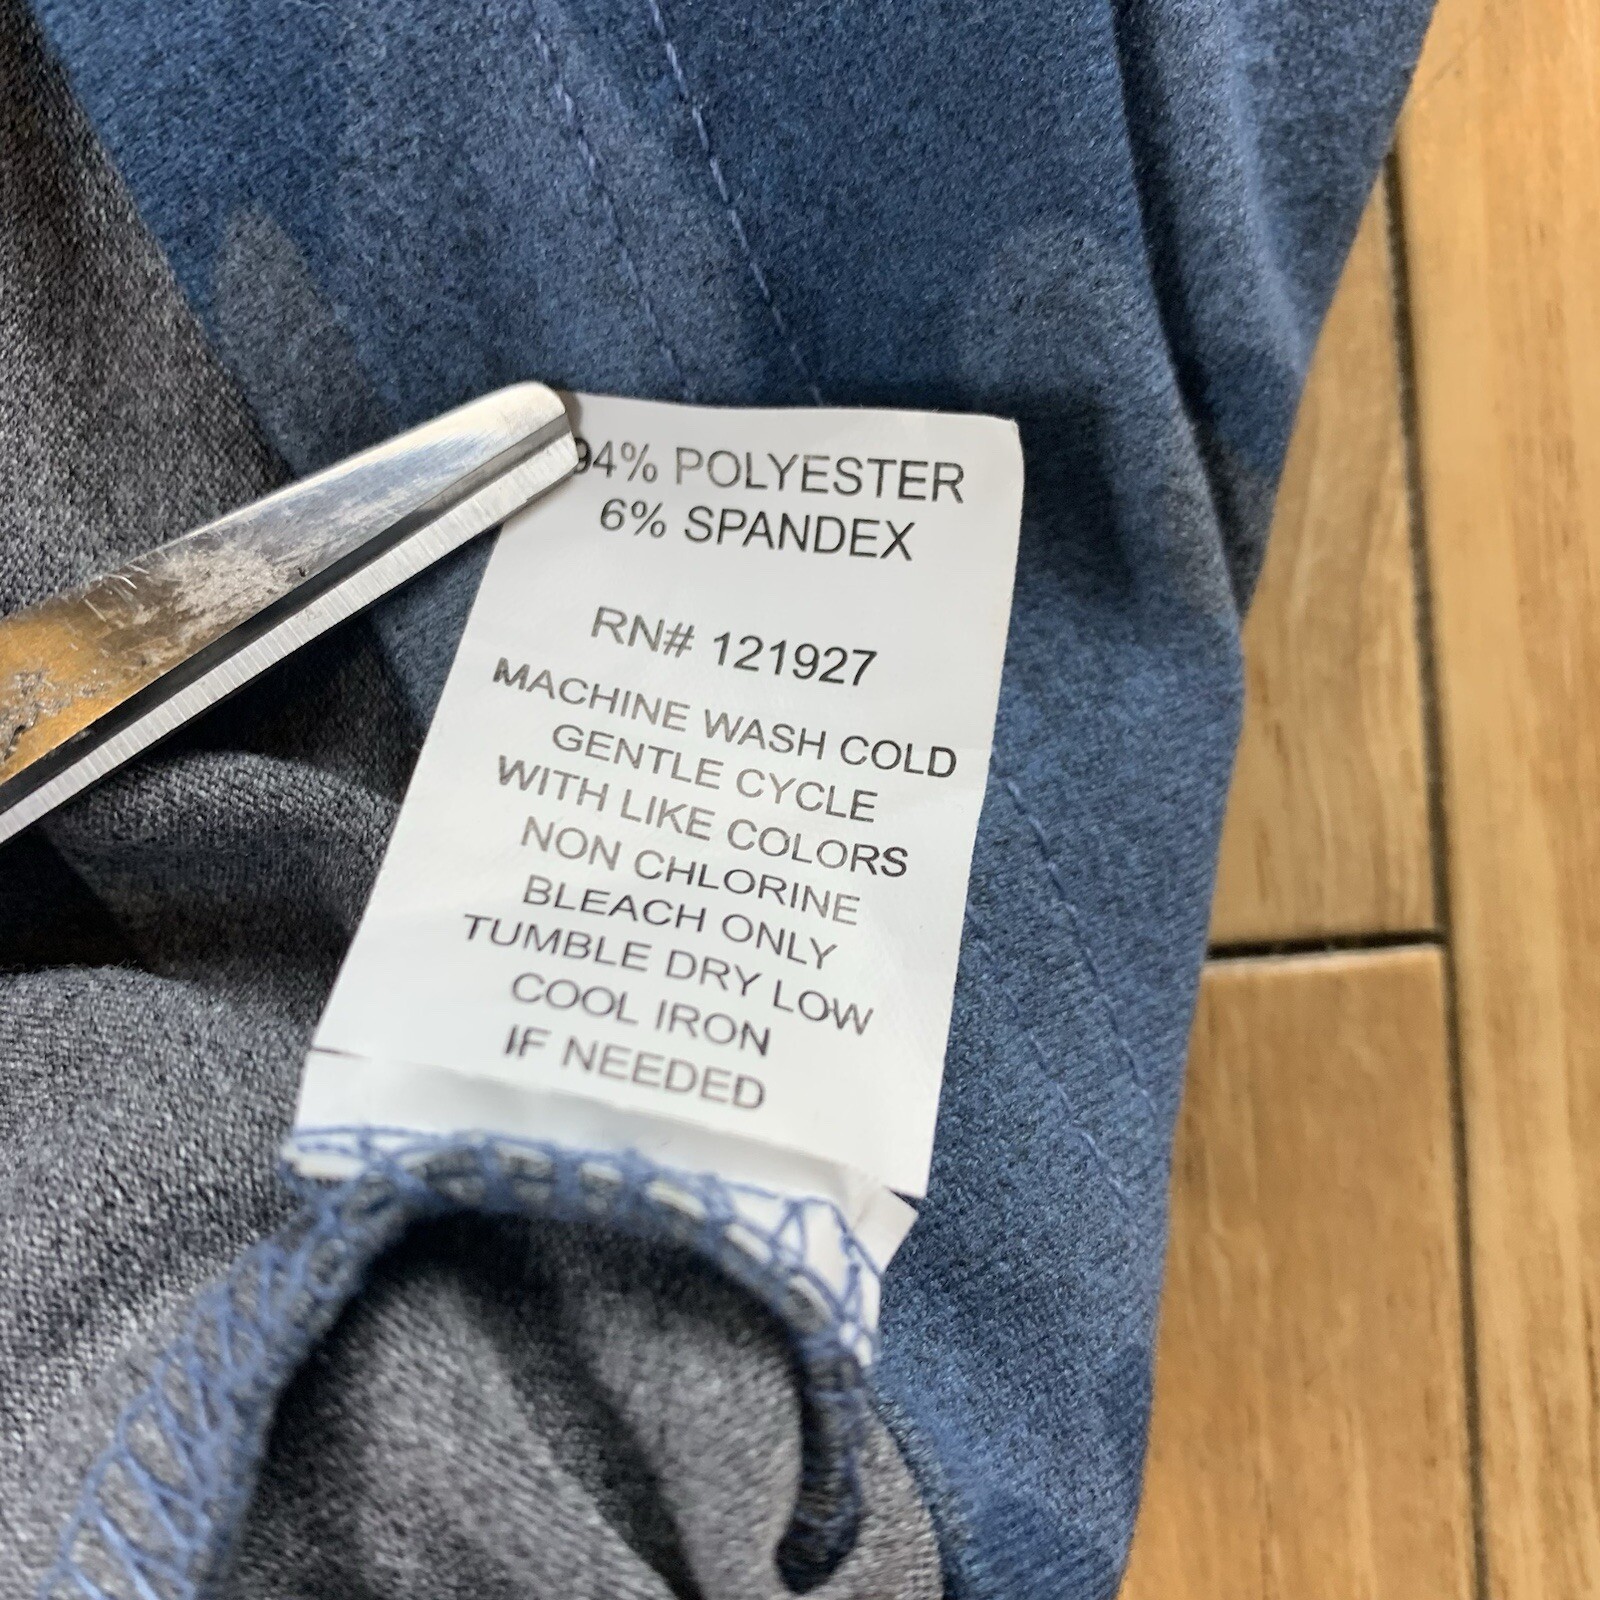 94% POLYESTER
6% SPANDEX
RN# 121927
MACHINE WASH COLD
GENTLE CYCLE
WITH LIKE COLORS
NON CHLORINE
BLEACH ONLY
TUMBLE DRY LOW
COOL IRON
IF NEEDED